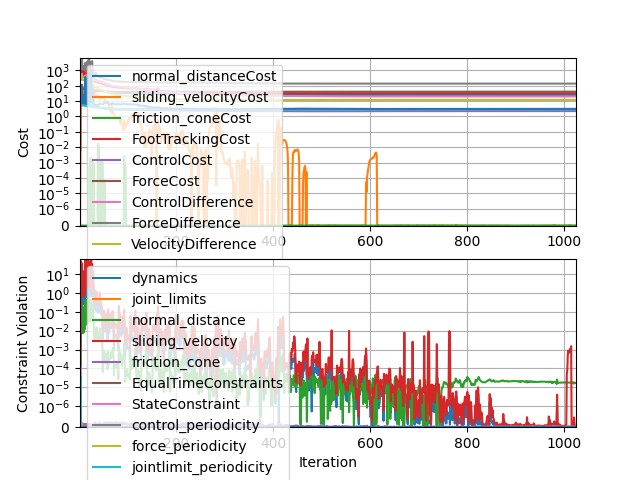 Cost
10³
10²
10¹
10⁰
10⁻¹
10⁻²
10⁻³
10⁻⁴
10⁻⁵
10⁻⁶
0
normal_distanceCost
sliding_velocityCost
friction_coneCost
FootTrackingCost
ControlCost
ForceCost
ControlDifference
ForceDifference
VelocityDifference
200 400 600 800 1000
Constraint Violation
10¹
10⁰
10⁻¹
10⁻²
10⁻³
10⁻⁴
10⁻⁵
10⁻⁶
0
dynamics
joint_limits
normal_distance
sliding_velocity
friction_cone
EqualTimeConstraints
StateConstraint
control_periodicity
force_periodicity
jointlimit_periodicity
200 400 600 800 1000
Iteration